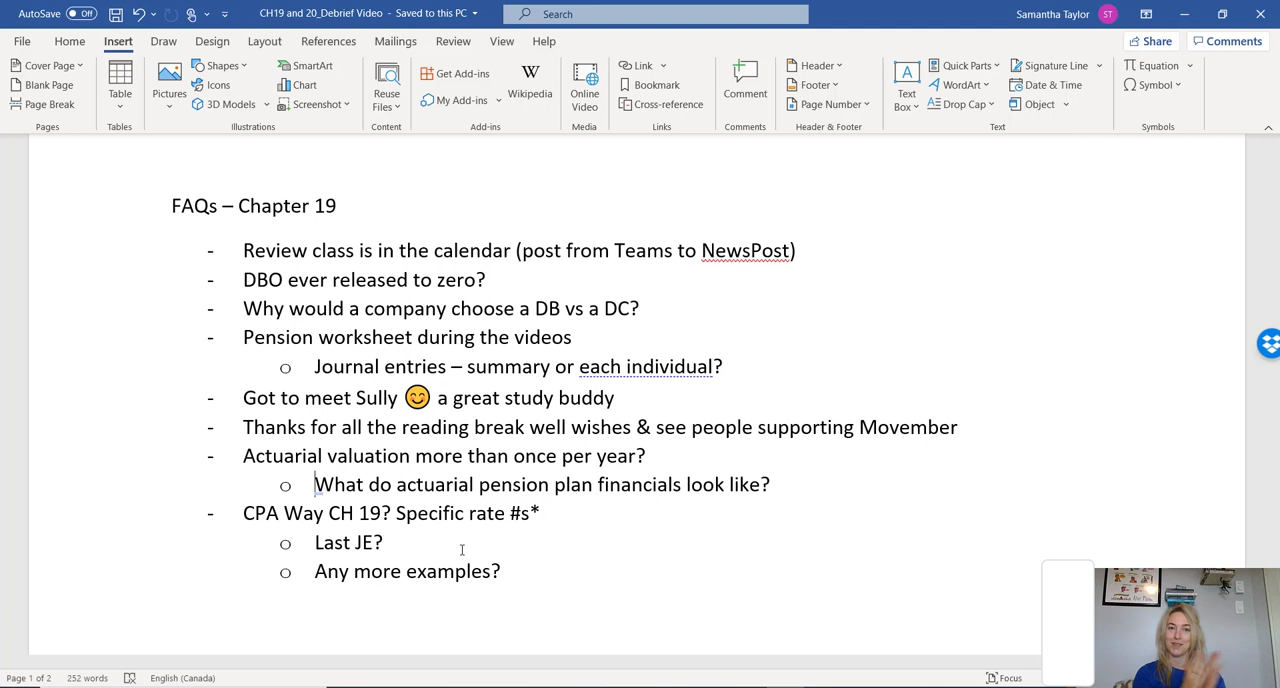 AutoSave Off CH19 and 20_Debrief Video - Saved to this PC Search Samantha Taylor ST
File Home Insert Draw Design Layout References Mailings Review View Help Share Comments
Cover Page
Blank Page
Page Break
Pages
Table
Tables
Pictures
Shapes
Icons
3D Models
SmartArt
Chart
Screenshot
Illustrations
Reuse
Files
Content
Get Add-ins
My Add-ins
Wikipedia
Add-ins
Online
Video
Media
Link
Bookmark
Cross-reference
Links
Comment
Comments
Header
Footer
Page Number
Header & Footer
Text
Box
Quick Parts
WordArt
Drop Cap
Signature Line
Date & Time
Object
Text
Equation
Symbol
Symbols
FAQs – Chapter 19
- Review class is in the calendar (post from Teams to NewsPost)
- DBO ever released to zero?
- Why would a company choose a DB vs a DC?
- Pension worksheet during the videos
o Journal entries – summary or each individual?
- Got to meet Sully 😊 a great study buddy
- Thanks for all the reading break well wishes & see people supporting Movember
- Actuarial valuation more than once per year?
o What do actuarial pension plan financials look like?
- CPA Way CH 19? Specific rate #s*
o Last JE?
o Any more examples?
Page 1 of 2 252 words English (Canada) Focus